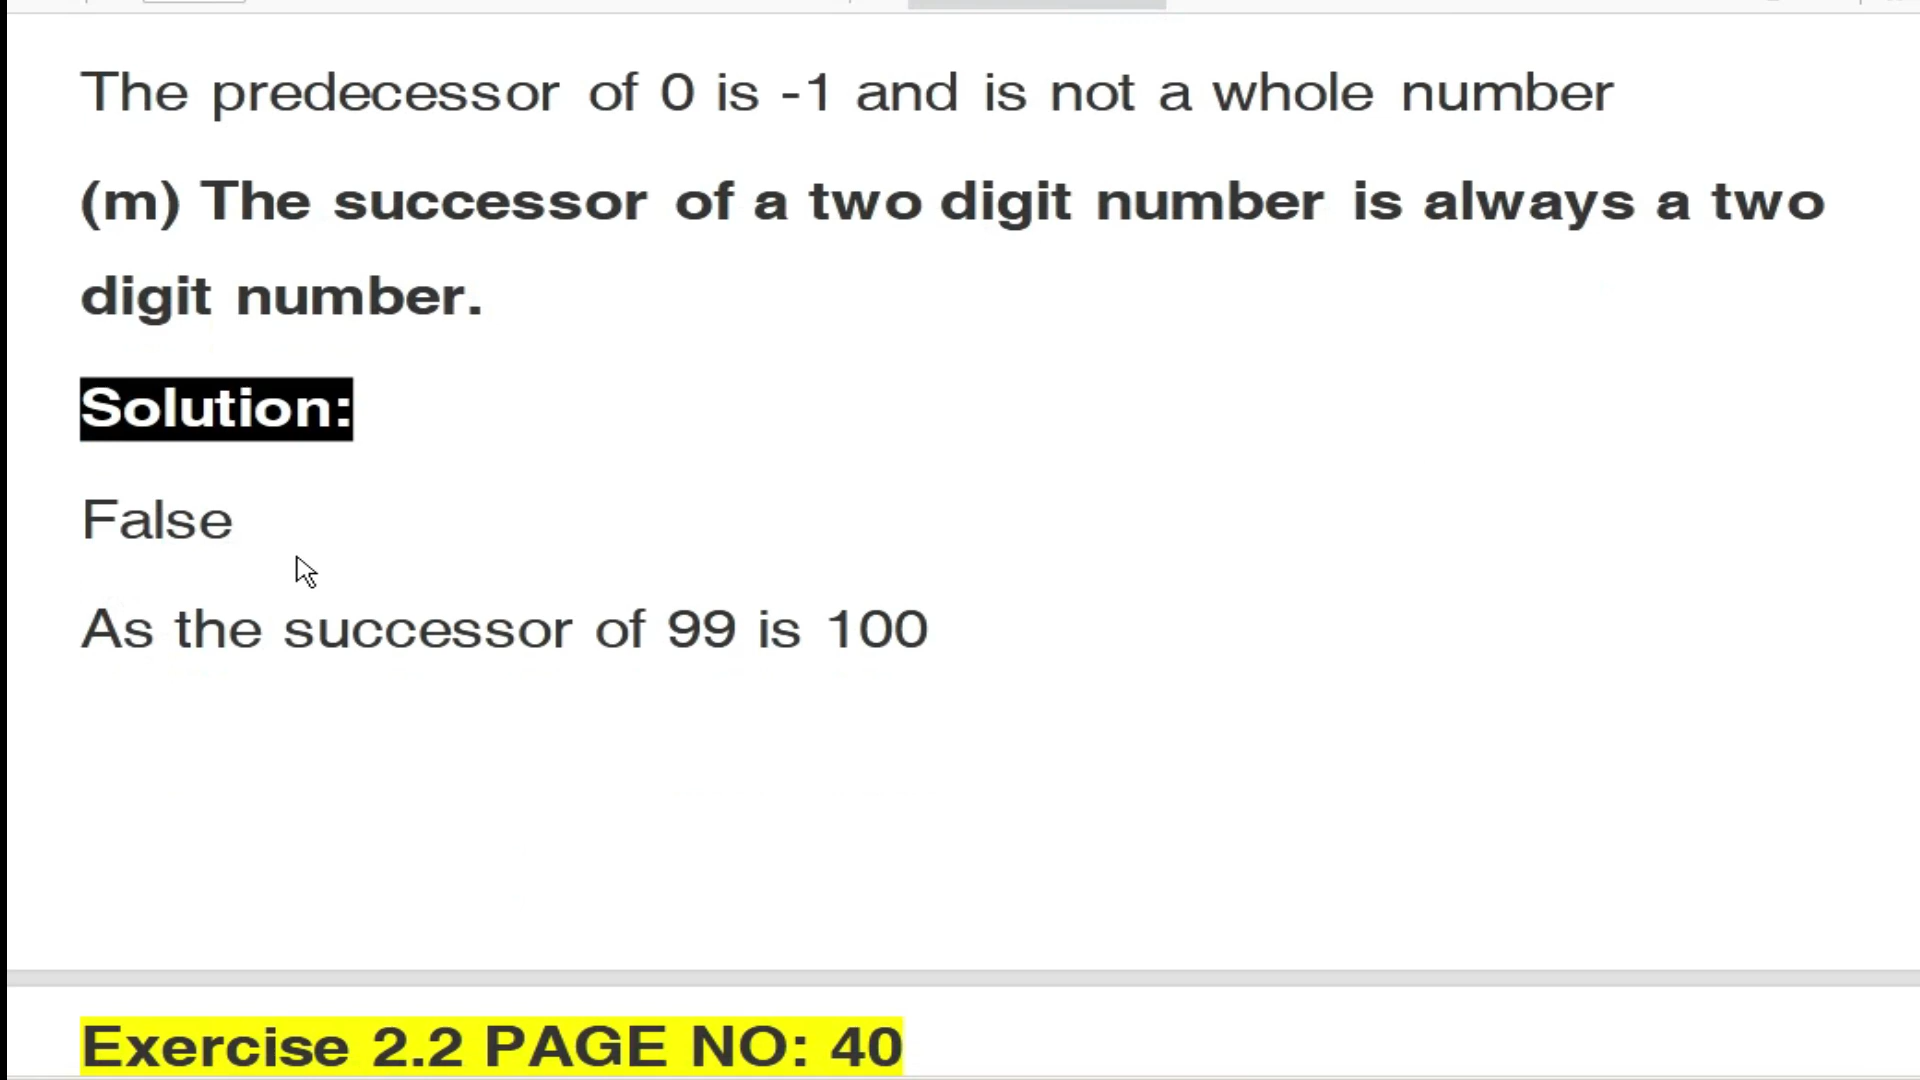 The predecessor of 0 is -1 and is not a whole number
(m) The successor of a two digit number is always a two
digit number.
Solution:
False
As the successor of 99 is 100
Exercise 2.2 PAGE NO: 40